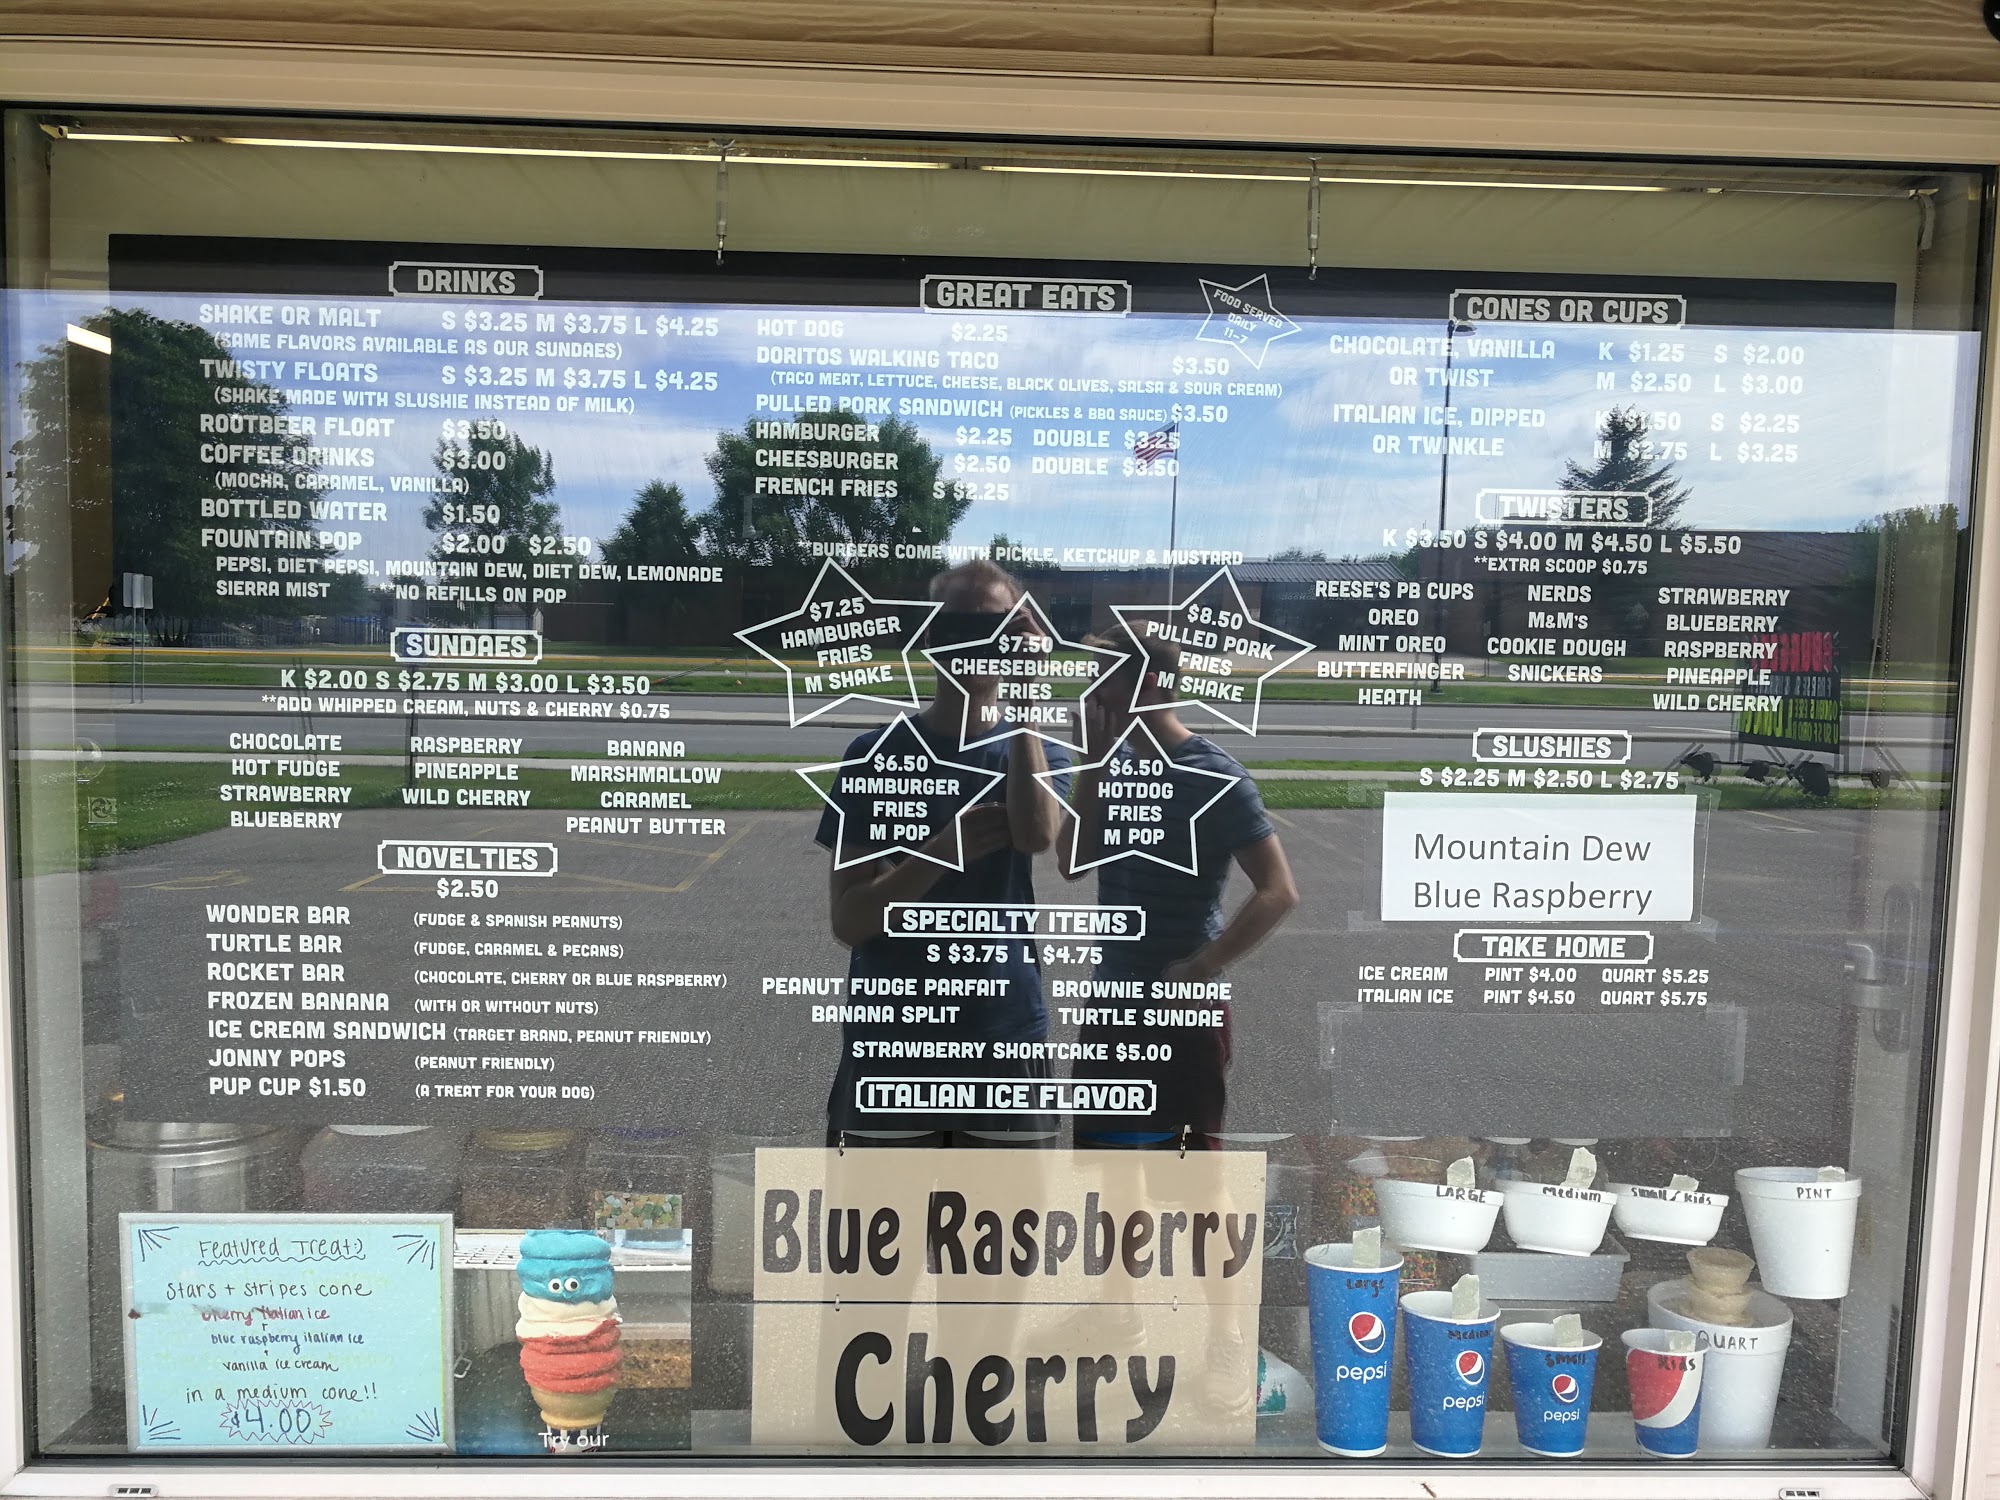 DRINKS
SHAKE OR MALT S $3.25 M $3.75 L $4.25
(SAME FLAVORS AVAILABLE AS OUR SUNDAES)
TWISTY FLOATS S $3.25 M $3.75 L $4.25
(SHAKE MADE WITH SLUSHIE INSTEAD OF MILK)
ROOTBEER FLOAT $3.50
COFFEE DRINKS $3.00
(MOCHA, CARAMEL, VANILLA)
BOTTLED WATER $1.50
FOUNTAIN POP $2.00 $2.50
PEPSI, DIET PEPSI, MOUNTAIN DEW, DIET DEW, LEMONADE
SIERRA MIST **NO REFILLS ON POP
SUNDAES
K $2.00 S $2.75 M $3.00 L $3.50
**ADD WHIPPED CREAM, NUTS & CHERRY $0.75
CHOCOLATE RASPBERRY BANANA
HOT FUDGE PINEAPPLE MARSHMALLOW
STRAWBERRY WILD CHERRY CARAMEL
BLUEBERRY PEANUT BUTTER
NOVELTIES
$2.50
WONDER BAR (FUDGE & SPANISH PEANUTS)
TURTLE BAR (FUDGE, CARAMEL & PECANS)
ROCKET BAR (CHOCOLATE, CHERRY OR BLUE RASPBERRY)
FROZEN BANANA (WITH OR WITHOUT NUTS)
ICE CREAM SANDWICH (TARGET BRAND, PEANUT FRIENDLY)
JONNY POPS (PEANUT FRIENDLY)
PUP CUP $1.50 (A TREAT FOR YOUR DOG)
GREAT EATS
FOOD SERVED
DAILY
11-7
HOT DOG $2.25
DORITOS WALKING TACO $3.50
(TACO MEAT, LETTUCE, CHEESE, BLACK OLIVES, SALSA & SOUR CREAM)
PULLED PORK SANDWICH (PICKLES & BBQ SAUCE) $3.50
HAMBURGER $2.25 DOUBLE $3.25
CHEESBURGER $2.50 DOUBLE $3.50
FRENCH FRIES S $2.25
**BURGERS COME WITH PICKLE, KETCHUP & MUSTARD
$7.25
HAMBURGER
FRIES
M SHAKE
$7.50
CHEESEBURGER
FRIES
M SHAKE
$8.50
PULLED PORK
FRIES
M SHAKE
$6.50
HAMBURGER
FRIES
M POP
$6.50
HOTDOG
FRIES
M POP
SPECIALTY ITEMS
S $3.75 L $4.75
PEANUT FUDGE PARFAIT BROWNIE SUNDAE
BANANA SPLIT TURTLE SUNDAE
STRAWBERRY SHORTCAKE $5.00
ITALIAN ICE FLAVOR
Blue Raspberry
Cherry
CONES OR CUPS
CHOCOLATE, VANILLA K $1.25 S $2.00
OR TWIST M $2.50 L $3.00
ITALIAN ICE, DIPPED K $1.50 S $2.25
OR TWINKLE M $2.75 L $3.25
TWISTERS
K $3.50 S $4.00 M $4.50 L $5.50
**EXTRA SCOOP $0.75
REESE'S PB CUPS NERDS STRAWBERRY
OREO M&M'S BLUEBERRY
MINT OREO COOKIE DOUGH RASPBERRY
BUTTERFINGER SNICKERS PINEAPPLE
HEATH WILD CHERRY
SLUSHIES
S $2.25 M $2.50 L $2.75
Mountain Dew
Blue Raspberry
TAKE HOME
ICE CREAM PINT $4.00 QUART $5.25
ITALIAN ICE PINT $4.50 QUART $5.75
Featured Treat:
Stars + stripes cone
cherry italian ice
+
blue raspberry italian ice
+
vanilla ice cream
in a medium cone!!
$4.00
Try our
LARGE
Medium
Small/kids
PINT
QUART
Large
pepsi
Medium
pepsi
Small
pepsi
Kids